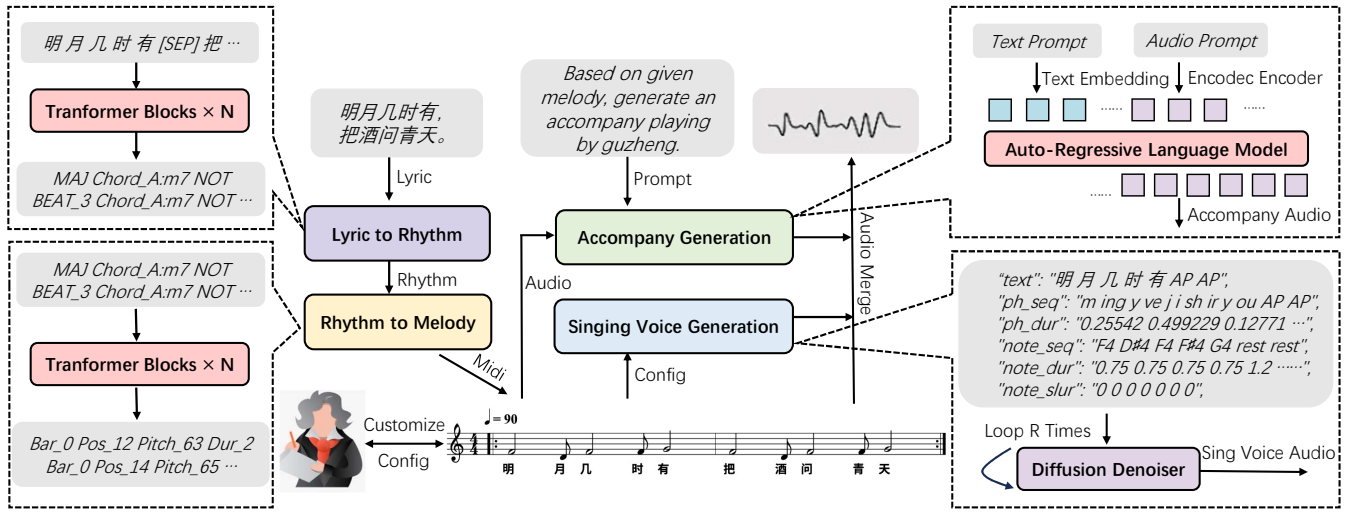 明 月 几 时 有 [SEP] 把 ...
Tranformer Blocks × N
MAJ Chord_A:m7 NOT
BEAT_3 Chord_A:m7 NOT ...
MAJ Chord_A:m7 NOT
BEAT_3 Chord_A:m7 NOT ...
Tranformer Blocks × N
Bar_0 Pos_12 Pitch_63 Dur_2
Bar_0 Pos_14 Pitch_65 ...
明月几时有，
把酒问青天。
Lyric
Lyric to Rhythm
Rhythm
Rhythm to Melody
Midi
Customize
Config
Based on given
melody, generate an
accompany playing
by guzheng.
Prompt
Accompany Generation
Audio
Singing Voice Generation
Config
Audio Merge
♩= 90
4
4
明 月 几 时 有 把 酒 问 青 天
Text Prompt
Audio Prompt
Text Embedding
Encodec Encoder
......
......
Auto-Regressive Language Model
......
Accompany Audio
"text": "明 月 几 时 有 AP AP",
"ph_seq": "m ing y ve j i sh ir y ou AP AP",
"ph_dur": "0.25542 0.499229 0.12771 ...",
"note_seq": "F4 D#4 F4 F#4 G4 rest rest",
"note_dur": "0.75 0.75 0.75 0.75 1.2 ......",
"note_slur": "0 0 0 0 0 0 0",
Loop R Times
Diffusion Denoiser
Sing Voice Audio